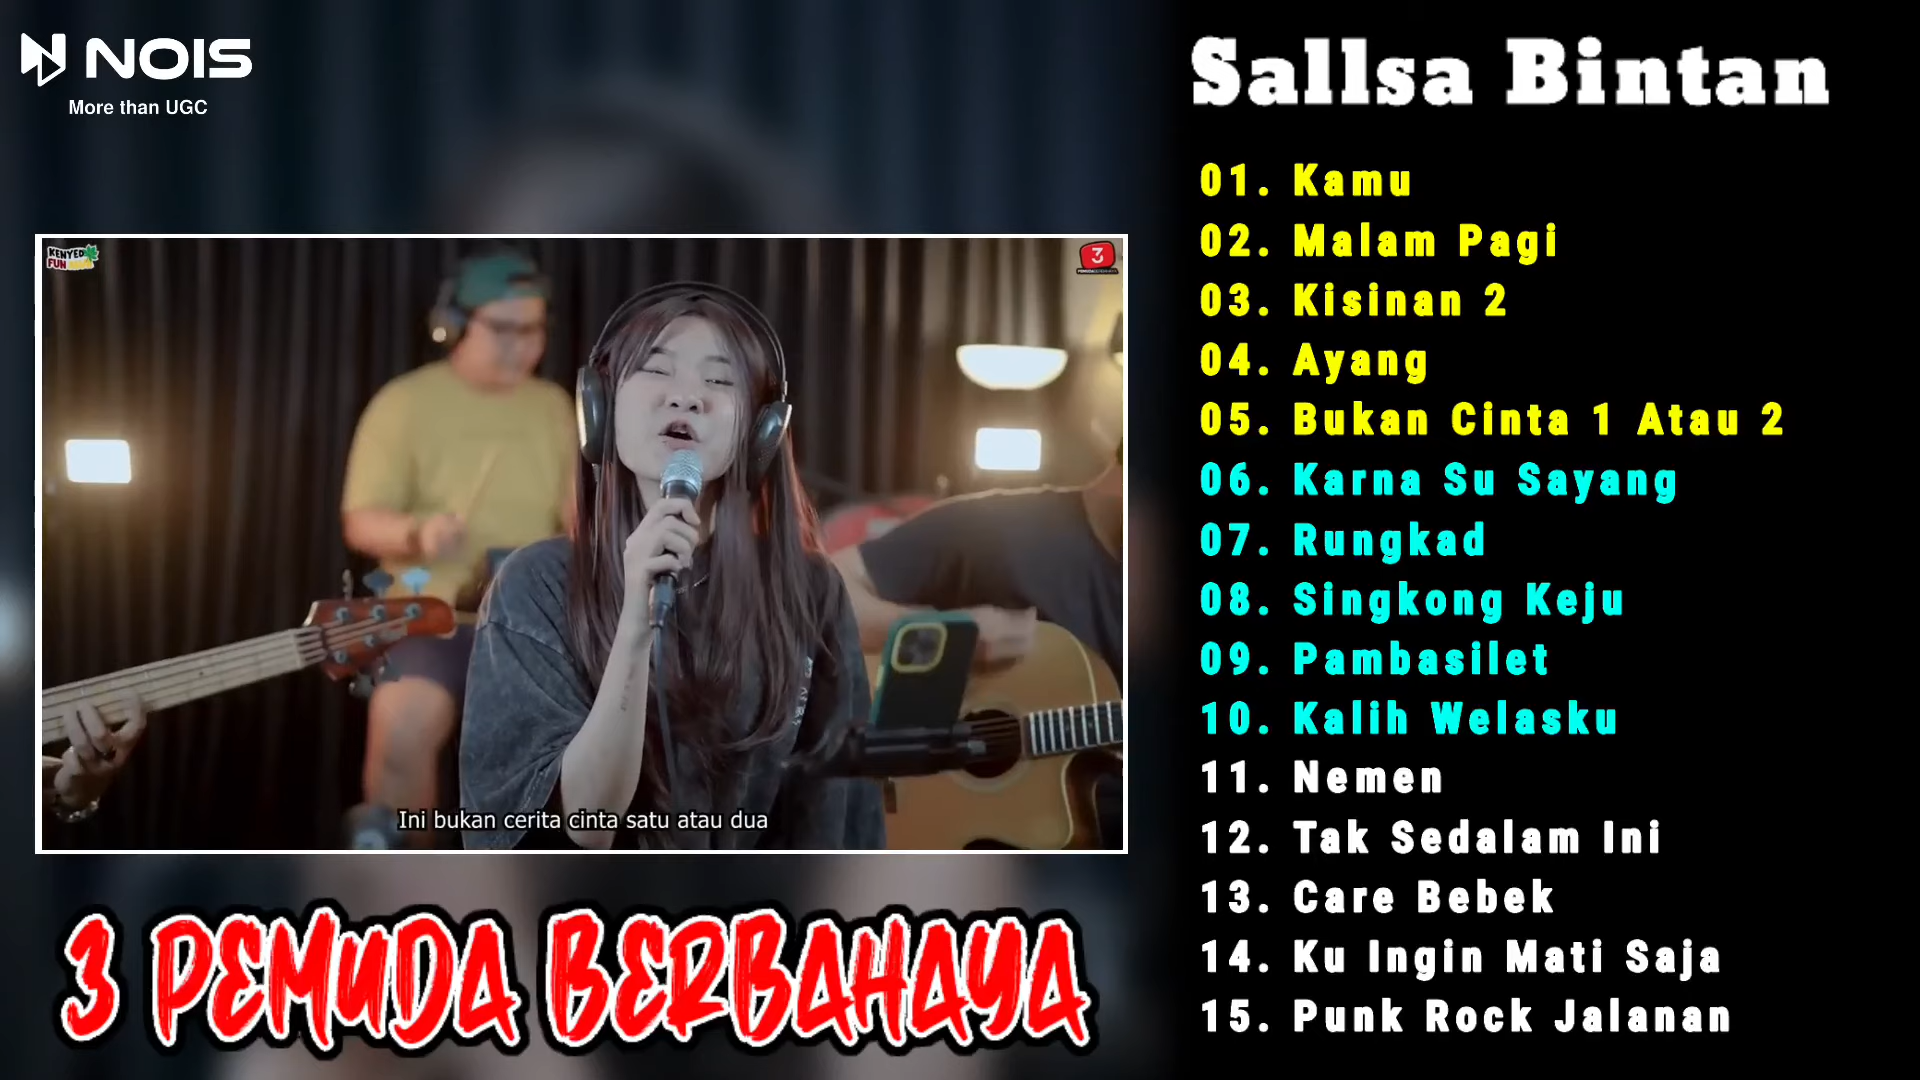 NOIS
More than UGC
KENYED
FUN
3
Ini bukan cerita cinta satu atau dua
3 PEMUDA BERBAHAYA
Sallsa Bintan
01. Kamu
02. Malam Pagi
03. Kisinan 2
04. Ayang
05. Bukan Cinta 1 Atau 2
06. Karna Su Sayang
07. Rungkad
08. Singkong Keju
09. Pambasilet
10. Kalih Welasku
11. Nemen
12. Tak Sedalam Ini
13. Care Bebek
14. Ku Ingin Mati Saja
15. Punk Rock Jalanan